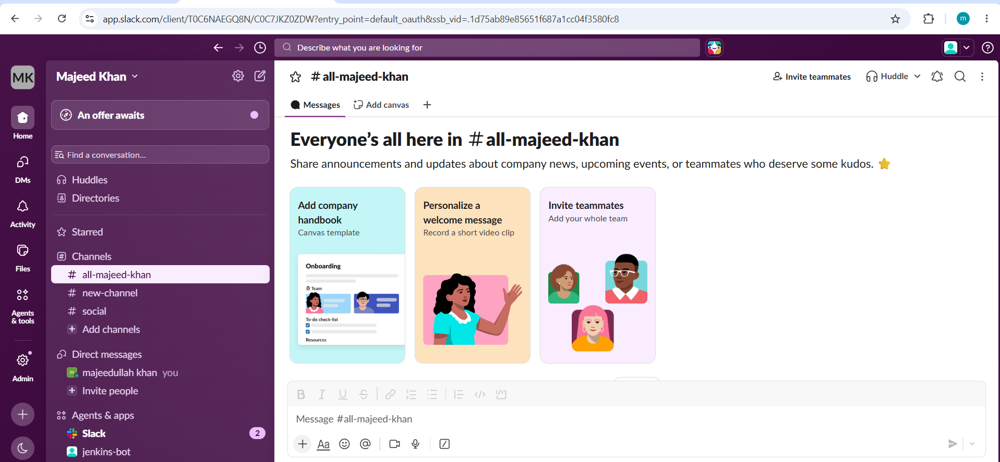 app.slack.com/client/T0C6NAEGQ8N/C0C7JKZ0ZDW?entry_point=default_oauth&ssb_vid=.1d75ab89e85651f687a1cc04f3580fc8
m
Describe what you are looking for
MK
Home
DMs
Activity
Files
Agents
& tools
Admin
Majeed Khan
An offer awaits
Find a conversation...
Huddles
Directories
Starred
Channels
# all-majeed-khan
# new-channel
# social
+ Add channels
Direct messages
m majeedullah khan you
+ Invite people
Agents & apps
Slack 2
jenkins-bot
# all-majeed-khan
Invite teammates
Huddle
Messages
Add canvas
+
Everyone’s all here in # all-majeed-khan
Share announcements and updates about company news, upcoming events, or teammates who deserve some kudos.
Add company
handbook
Canvas template
Onboarding
Team
To-do check-list
Resources
Personalize a
welcome message
Record a short video clip
Invite teammates
Add your whole team
B I U S
Message #all-majeed-khan
+ Aa @